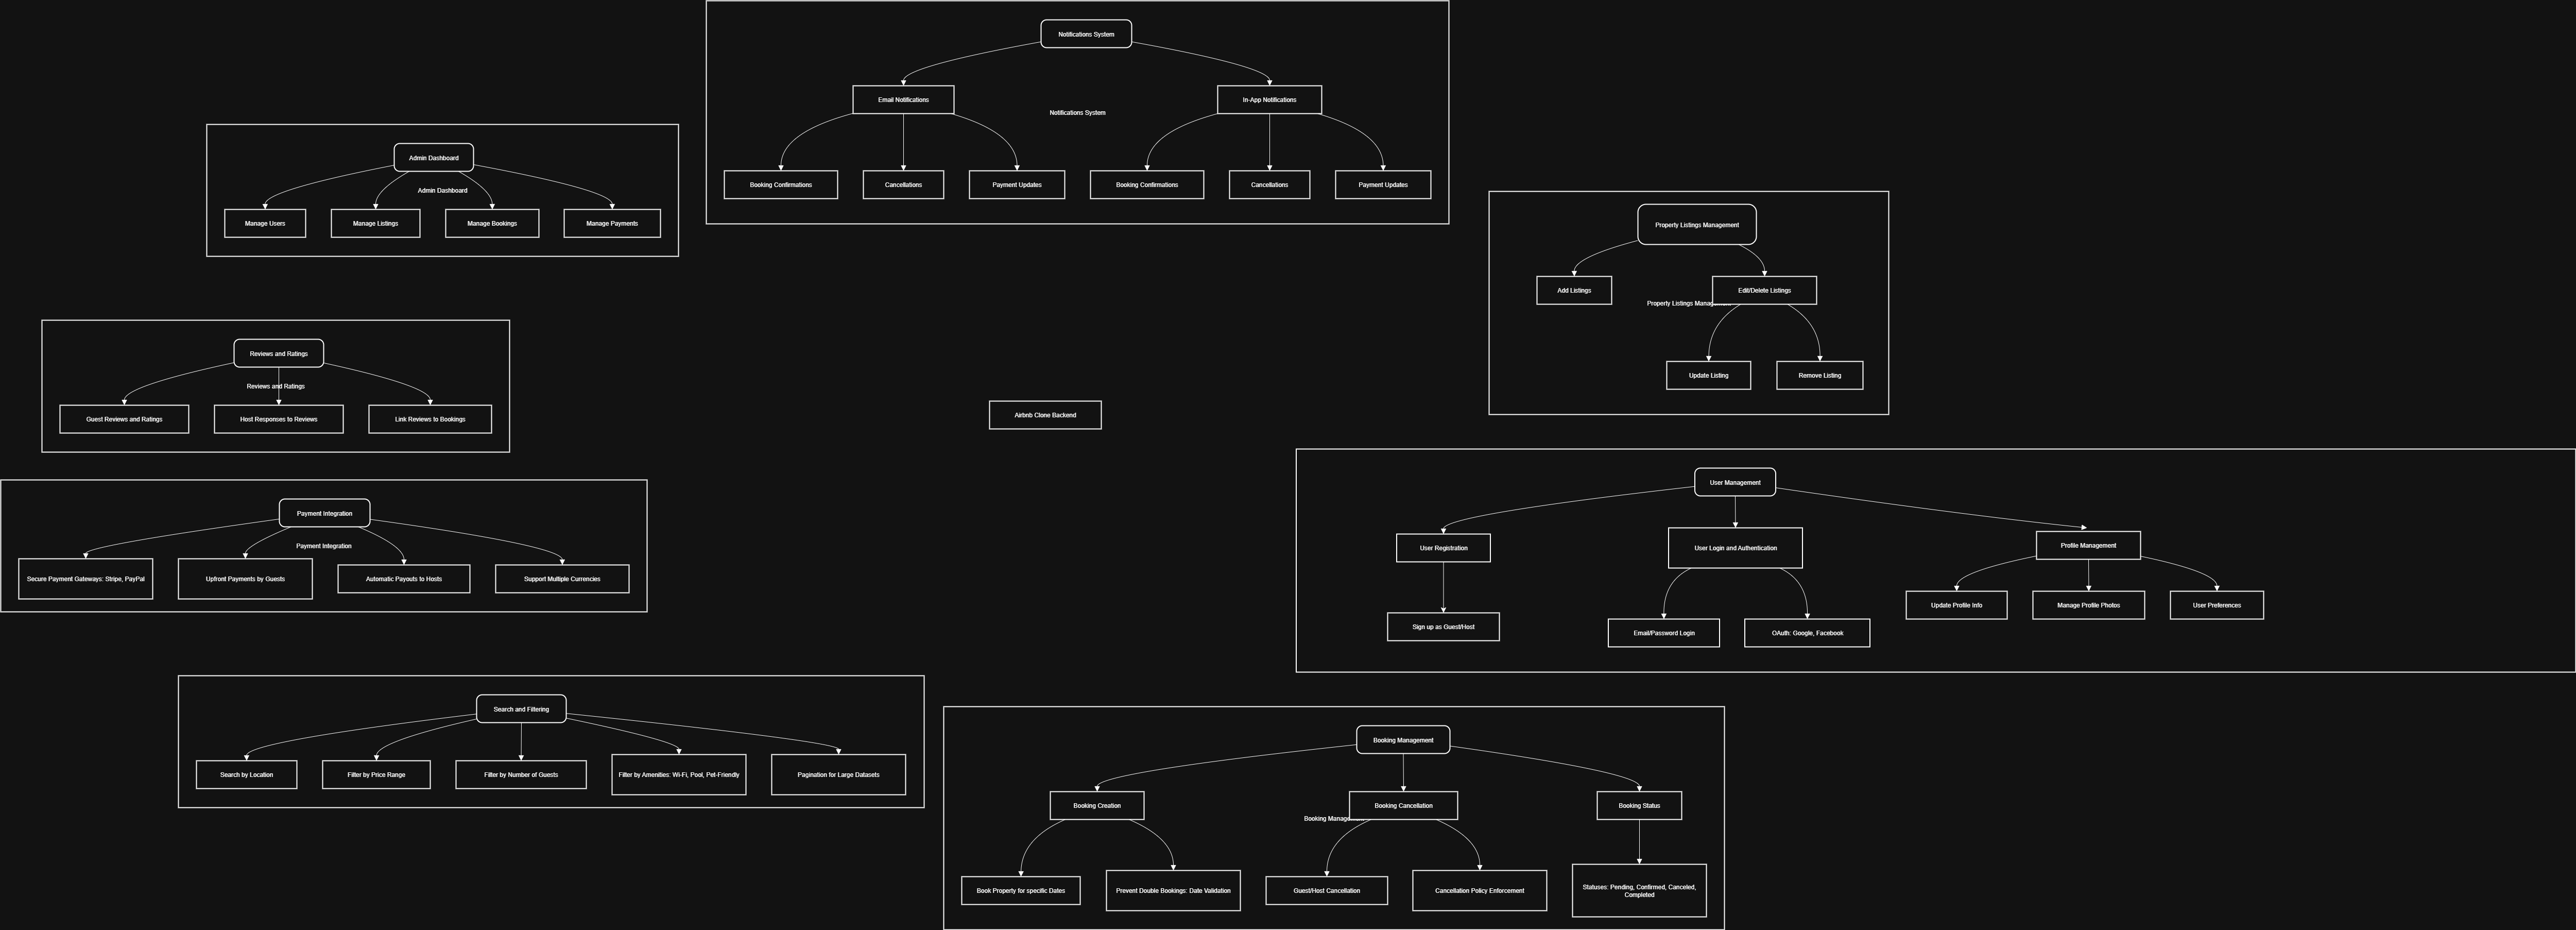 Notifications System
Email Notifications
In-App Notifications
Notifications System
Booking Confirmations
Cancellations
Payment Updates
Booking Confirmations
Cancellations
Payment Updates
Admin Dashboard
Admin Dashboard
Manage Users
Manage Listings
Manage Bookings
Manage Payments
Property Listings Management
Add Listings
Edit/Delete Listings
Property Listings Management
Update Listing
Remove Listing
Reviews and Ratings
Reviews and Ratings
Guest Reviews and Ratings
Host Responses to Reviews
Link Reviews to Bookings
Airbnb Clone Backend
Payment Integration
Payment Integration
Secure Payment Gateways: Stripe, PayPal
Upfront Payments by Guests
Automatic Payouts to Hosts
Support Multiple Currencies
User Management
User Registration
User Login and Authentication
Profile Management
Sign up as Guest/Host
Email/Password Login
OAuth: Google, Facebook
Update Profile Info
Manage Profile Photos
User Preferences
Search and Filtering
Search by Location
Filter by Price Range
Filter by Number of Guests
Filter by Amenities: Wi-Fi, Pool, Pet-Friendly
Pagination for Large Datasets
Booking Management
Booking Creation
Booking Cancellation
Booking Status
Booking Management
Book Property for specific Dates
Prevent Double Bookings: Date Validation
Guest/Host Cancellation
Cancellation Policy Enforcement
Statuses: Pending, Confirmed, Canceled,
Completed